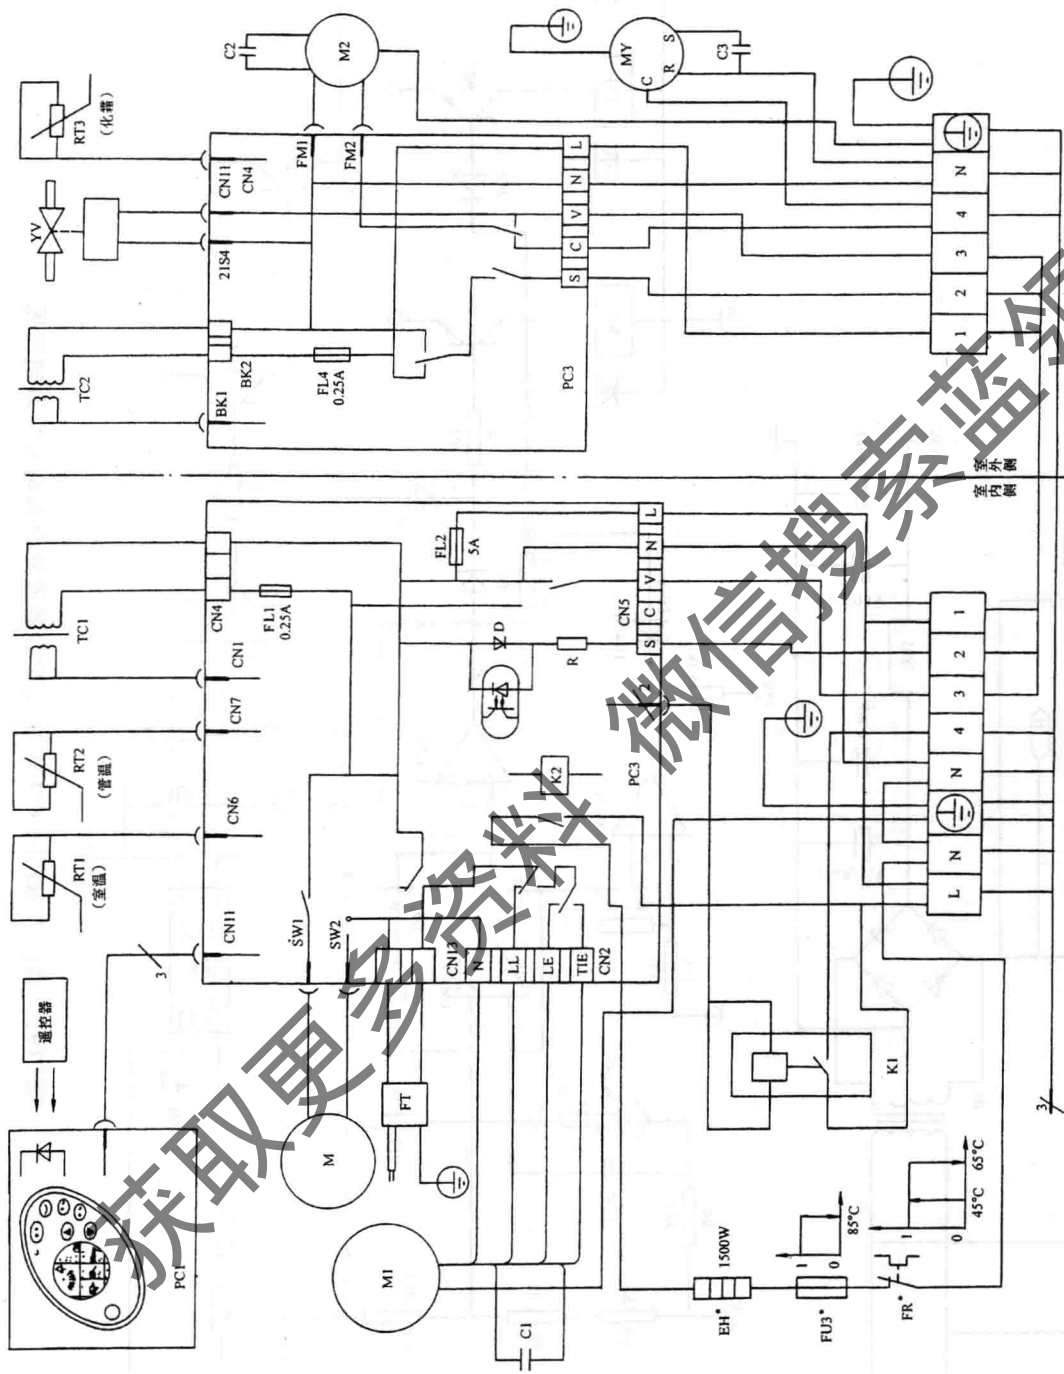 遥控器
PC1
3
CN11
RT1
(室温)
CN6
RT2
(管温)
CN7
CN1
TC1
CN4
FL1
0.25A
M
SW1
SW2
FT
CN13
N
LL
LE
TIE
CN2
M1
C1
K2
D
R
FL2
5A
CN5
S
C
V
N
L
PC3
2
K1
EH*
1500W
FU3*
1
0
85°C
FR*
1
0
45°C
65°C
L
N
N
4
3
2
1
3
室内侧
室外侧
TC2
BK1
BK2
FL4
0.25A
YV
21S4
CN11
CN4
RT3
(化霜)
FM1
FM2
C2
M2
PC3
S
C
V
N
L
MY
C
R
S
C3
1
2
3
4
N
获取更多资料 微信搜索蓝领